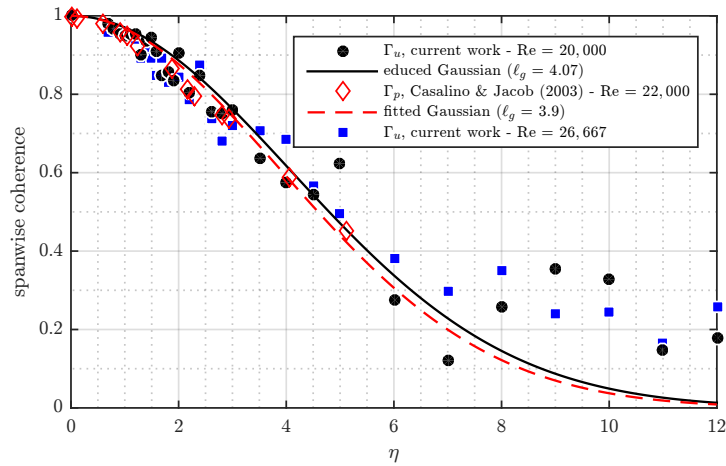 1
0.8
0.6
0.4
0.2
0
spanwise coherence
Γu, current work - Re = 20,000
educed Gaussian (ℓg = 4.07)
Γp, Casalino & Jacob (2003) - Re = 22,000
fitted Gaussian (ℓg = 3.9)
Γu, current work - Re = 26,667
0 2 4 6 8 10 12
η